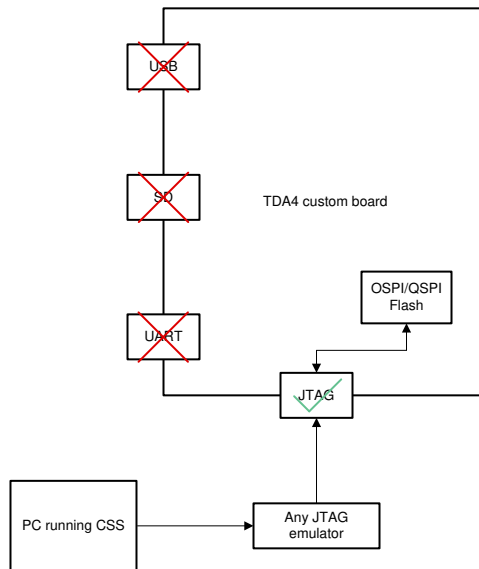 USB
SD
TDA4 custom board
OSPI/QSPI
Flash
UART
JTAG
PC running CSS
Any JTAG
emulator